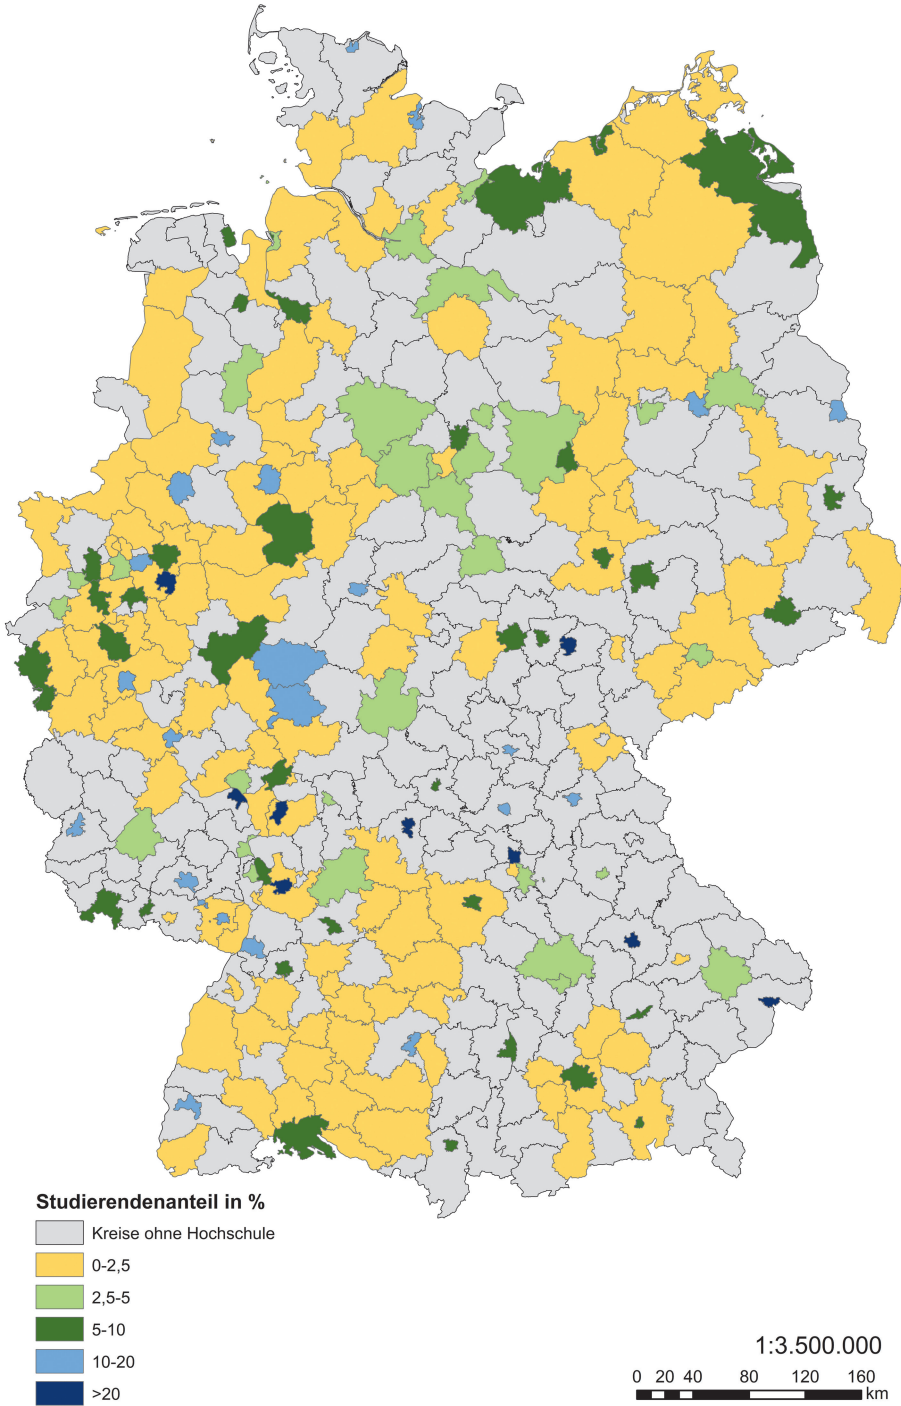 Studierendenanteil in %
Kreise ohne Hochschule
0-2,5
2,5-5
5-10
10-20
>20
1:3.500.000
0 20 40 80 120 160
km